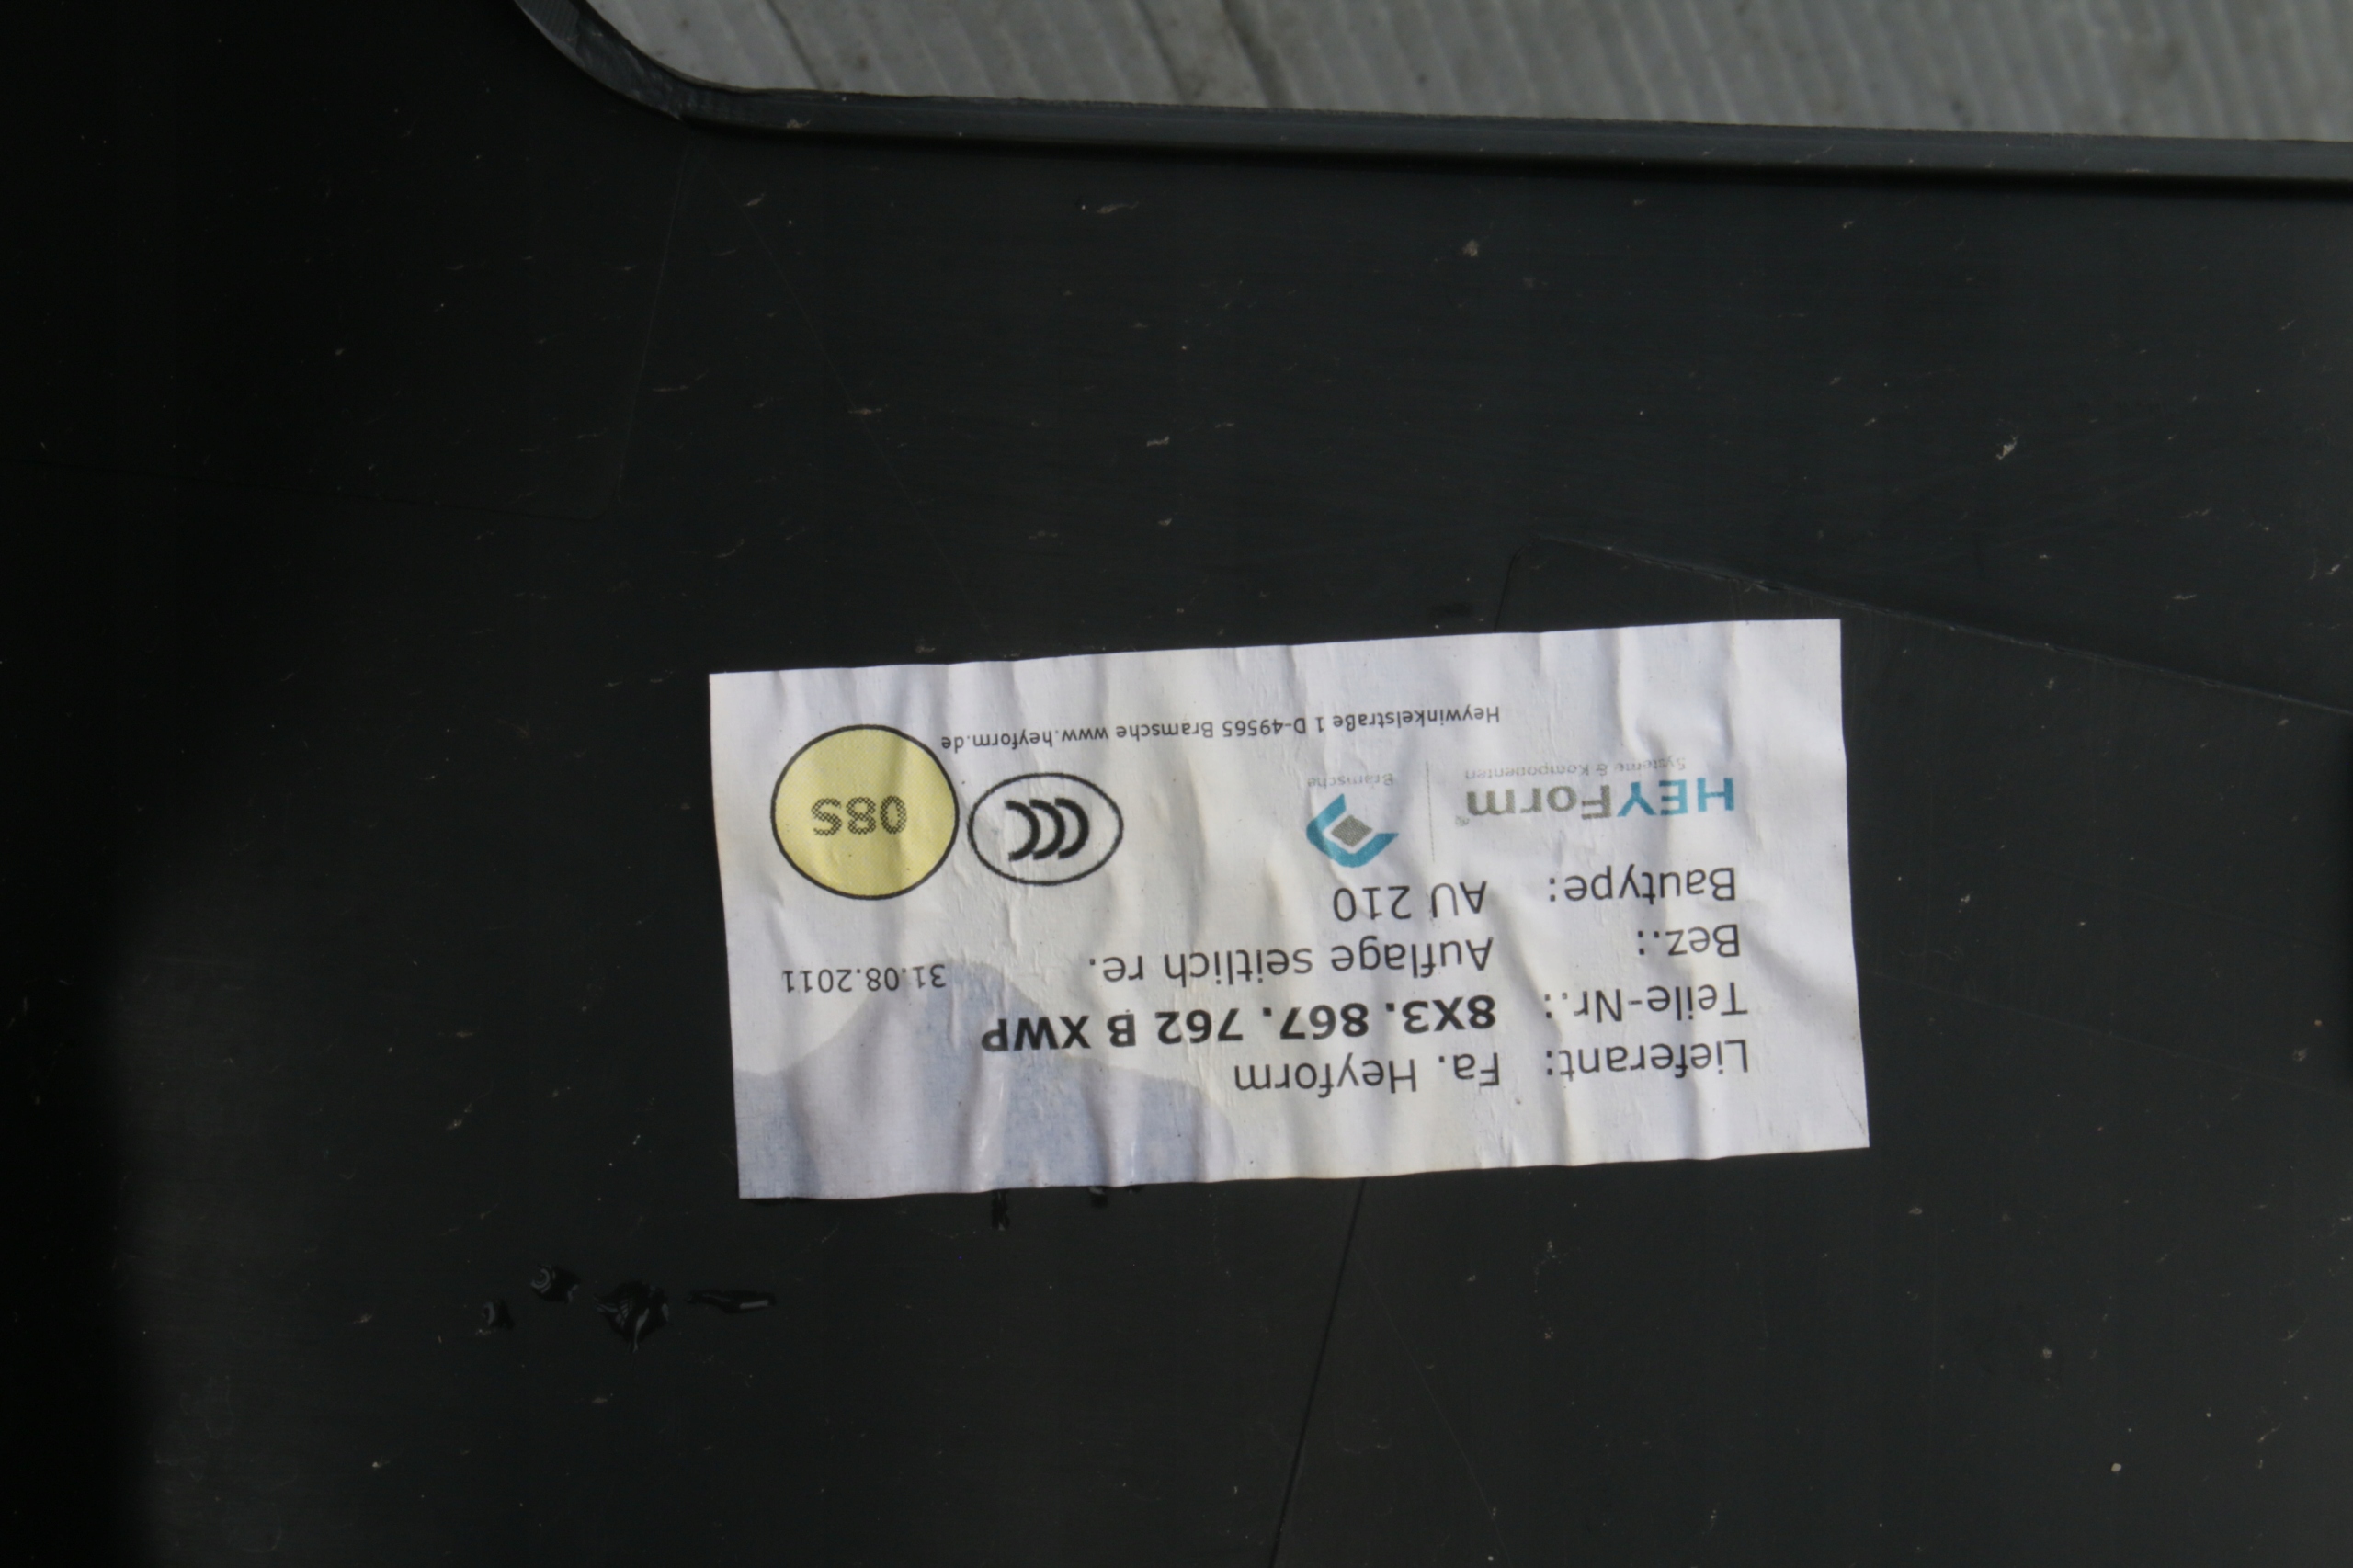 Lieferant: Fa. Heyform
Teile-Nr.: 8X3. 867. 762 B XWP
Bez.: Auflage seitlich re. 31.08.2011
Bautype: AU 210
HEYForm® Bramsche CCC 08S
Systeme & Komponenten
Heywinkelstraße 1 D-49565 Bramsche www.heyform.de